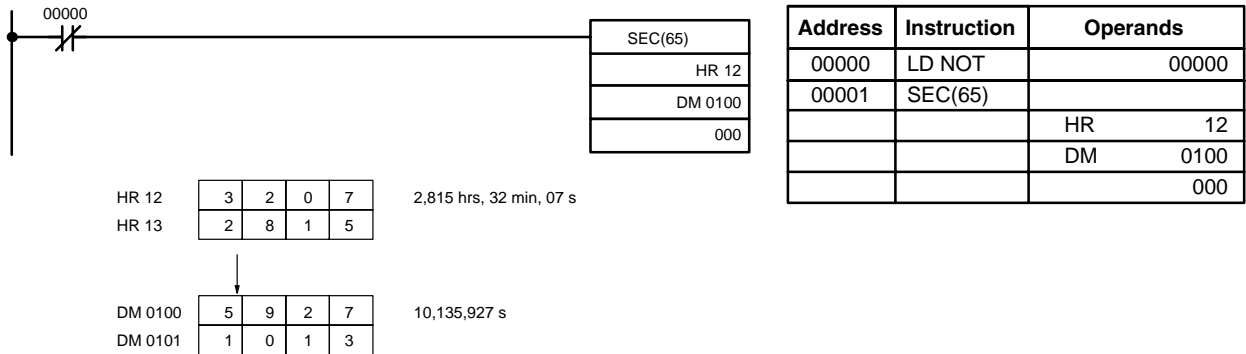 00000
SEC(65)
HR 12
DM 0100
000
Address Instruction Operands
00000 LD NOT 00000
00001 SEC(65)
HR 12
DM 0100
000
HR 12 3 2 0 7 2,815 hrs, 32 min, 07 s
HR 13 2 8 1 5
DM 0100 5 9 2 7 10,135,927 s
DM 0101 1 0 1 3